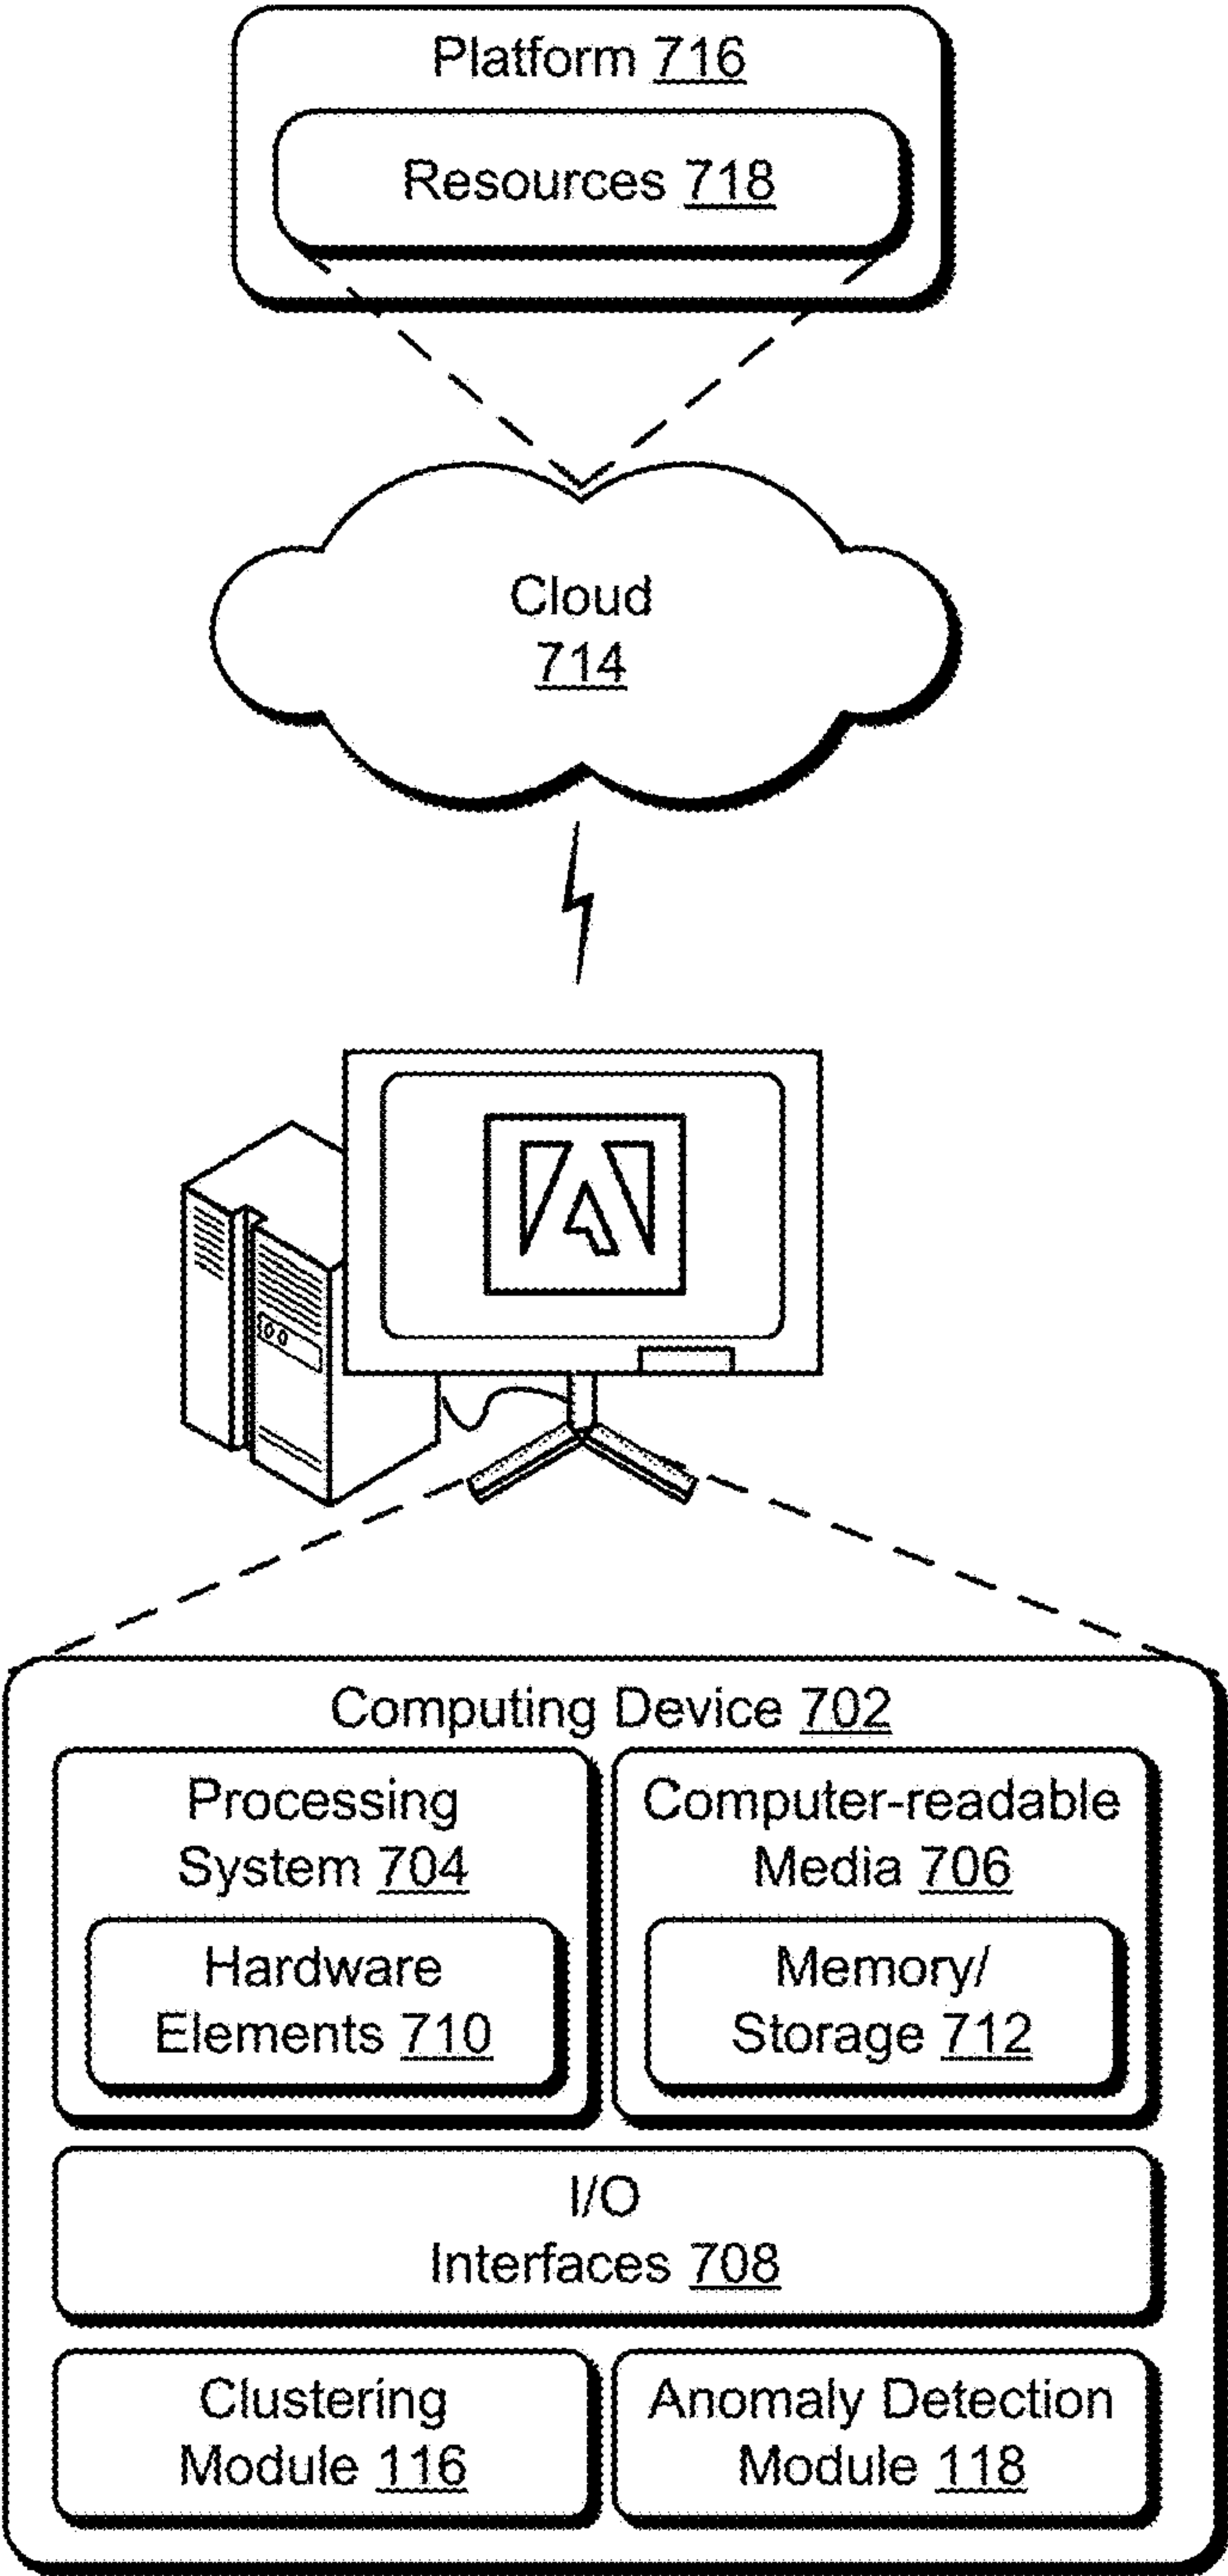 Platform 716
Resources 718
Cloud
714
Computing Device 702
Processing
System 704
Hardware
Elements 710
Computer-readable
Media 706
Memory/
Storage 712
I/O
Interfaces 708
Clustering
Module 116
Anomaly Detection
Module 118